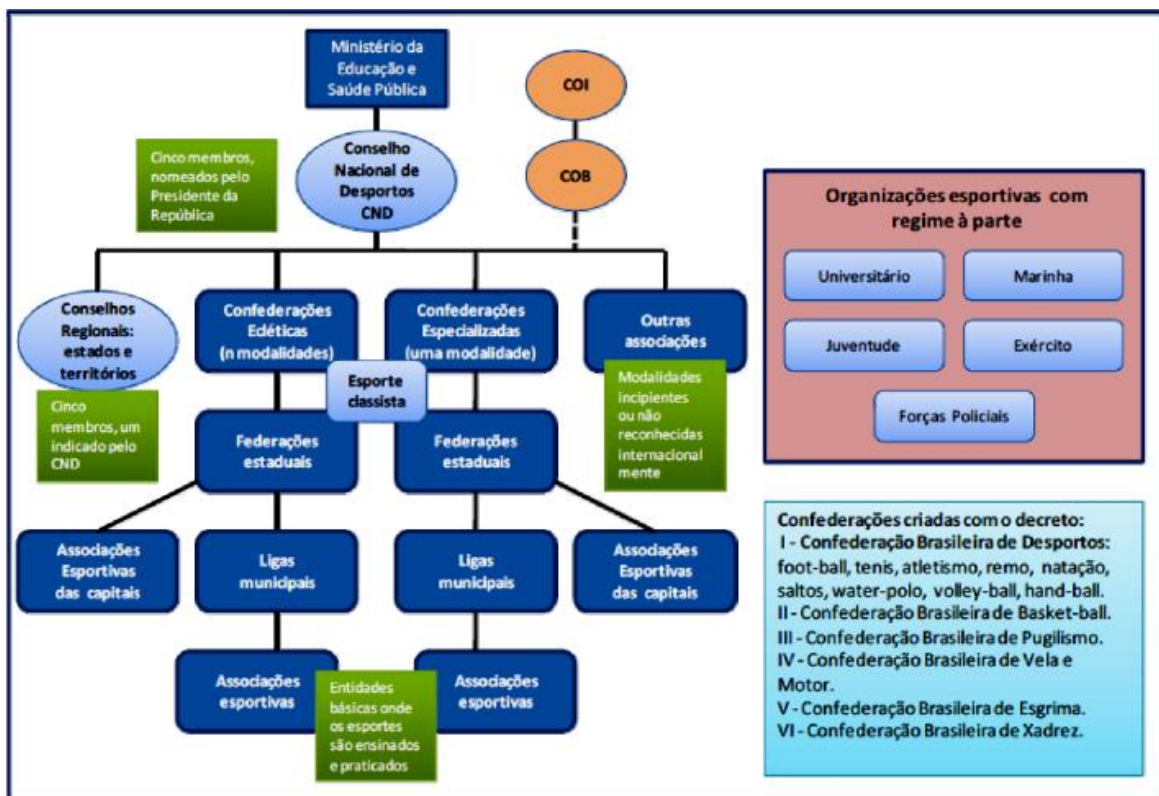 Ministério da
Educação e
Saúde Pública
COI
Cinco membros,
nomeados pelo
Presidente da
República
Conselho
Nacional de
Desportos
CND
COB
Organizações esportivas com
regime à parte
Universitário
Marinha
Juventude
Exército
Forças Policiais
Conselhos
Regionais:
estados e
territórios
Confederações
Ecléticas
(n modalidades)
Confederações
Especializadas
(uma modalidade)
Outras
associações
Esporte
classista
Cinco
membros, um
indicado pelo
CND
Modalidades
incipientes
ou não
reconhecidas
internacional
mente
Federações
estaduais
Federações
estaduais
Associações
Esportivas
das capitais
Ligas
municipais
Ligas
municipais
Associações
Esportivas
das capitais
Associações
esportivas
Entidades
básicas onde
os esportes
são ensinados
e praticados
Associações
esportivas
Confederações criadas com o decreto:
I - Confederação Brasileira de Desportos:
foot-ball, tenis, atletismo, remo, natação,
saltos, water-polo, volley-ball, hand-ball.
II - Confederação Brasileira de Basket-ball.
III - Confederação Brasileira de Pugilismo.
IV - Confederação Brasileira de Vela e
Motor.
V - Confederação Brasileira de Esgrima.
VI - Confederação Brasileira de Xadrez.